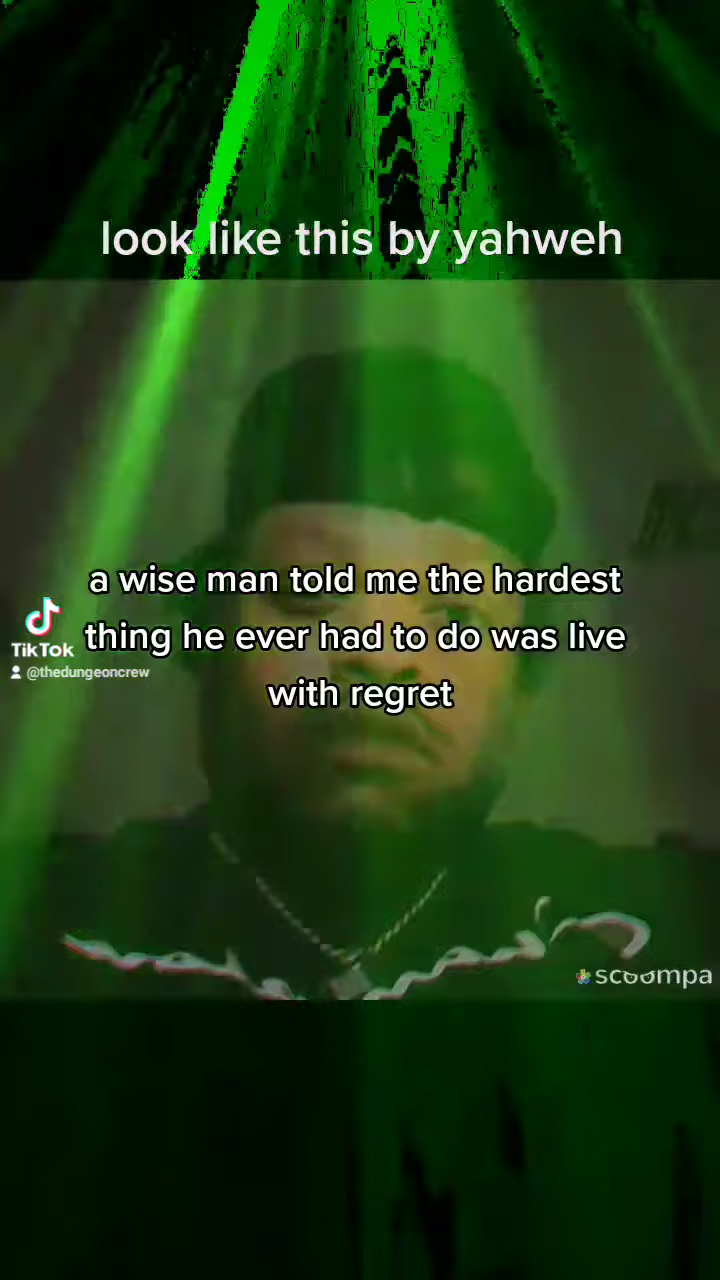 look like this by yahweh
a wise man told me the hardest
thing he ever had to do was live
with regret
TikTok
@thedungeoncrew
scoompa